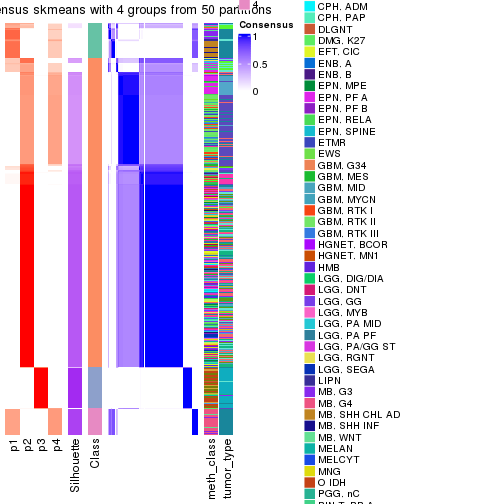 ensus skmeans with 4 groups from 50 partitions
4
Consensus
1
0.5
0
p1
p2
p3
p4
Silhouette
Class
meth_class
tumor_type
CPH. ADM
CPH. PAP
DLGNT
DMG. K27
EFT. CIC
ENB. A
ENB. B
EPN. MPE
EPN. PF A
EPN. PF B
EPN. RELA
EPN. SPINE
ETMR
EWS
GBM. G34
GBM. MES
GBM. MID
GBM. MYCN
GBM. RTK I
GBM. RTK II
GBM. RTK III
HGNET. BCOR
HGNET. MN1
HMB
LGG. DIG/DIA
LGG. DNT
LGG. GG
LGG. MYB
LGG. PA MID
LGG. PA PF
LGG. PA/GG ST
LGG. RGNT
LGG. SEGA
LIPN
MB. G3
MB. G4
MB. SHH CHL AD
MB. SHH INF
MB. WNT
MELAN
MELCYT
MNG
O IDH
PGG. nC